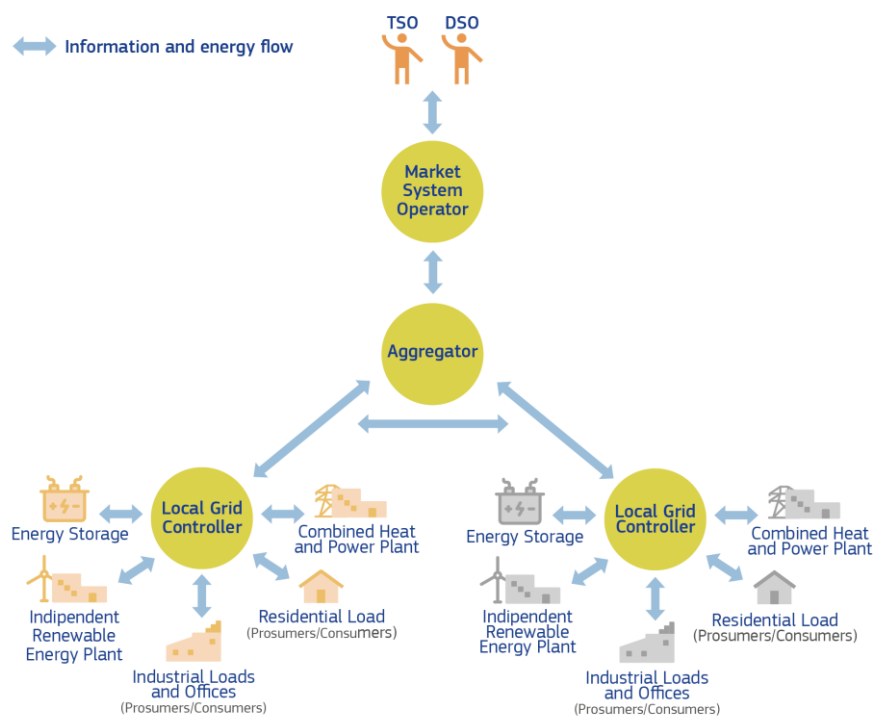 TSO DSO
Information and energy flow
Market
System
Operator
Aggregator
Local Grid
Controller
Energy Storage
Combined Heat
and Power Plant
Indipendent
Renewable
Energy Plant
Residential Load
(Prosumers/Consumers)
Industrial Loads
and Offices
(Prosumers/Consumers)
Local Grid
Controller
Energy Storage
Combined Heat
and Power Plant
Indipendent
Renewable
Energy Plant
Residential Load
(Prosumers/Consumers)
Industrial Loads
and Offices
(Prosumers/Consumers)